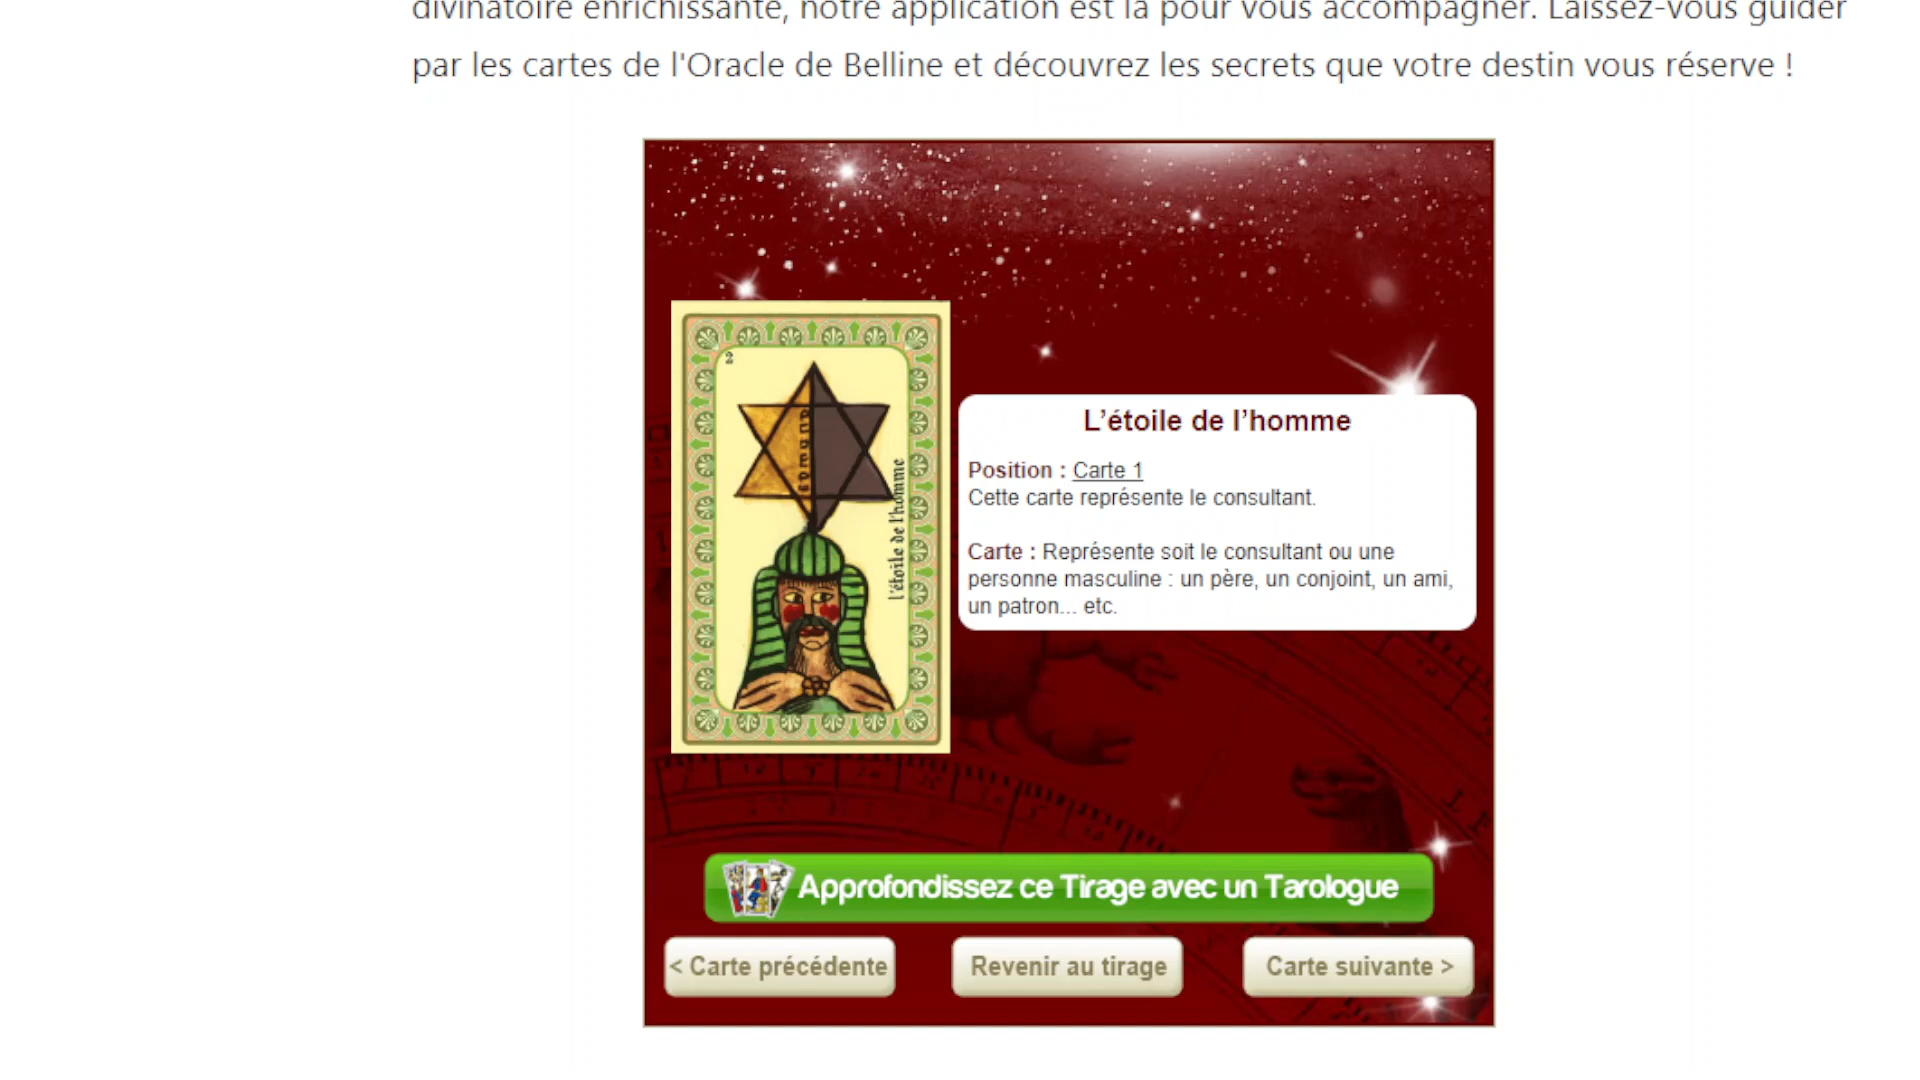 divinatoire enrichissante, notre application est là pour vous accompagner. Laissez-vous guider
par les cartes de l'Oracle de Belline et découvrez les secrets que votre destin vous réserve !
2
l'étoile de l'homme
L’étoile de l’homme
Position : Carte 1
Cette carte représente le consultant.
Carte : Représente soit le consultant ou une
personne masculine : un père, un conjoint, un ami,
un patron... etc.
Approfondissez ce Tirage avec un Tarologue
< Carte précédente
Revenir au tirage
Carte suivante >